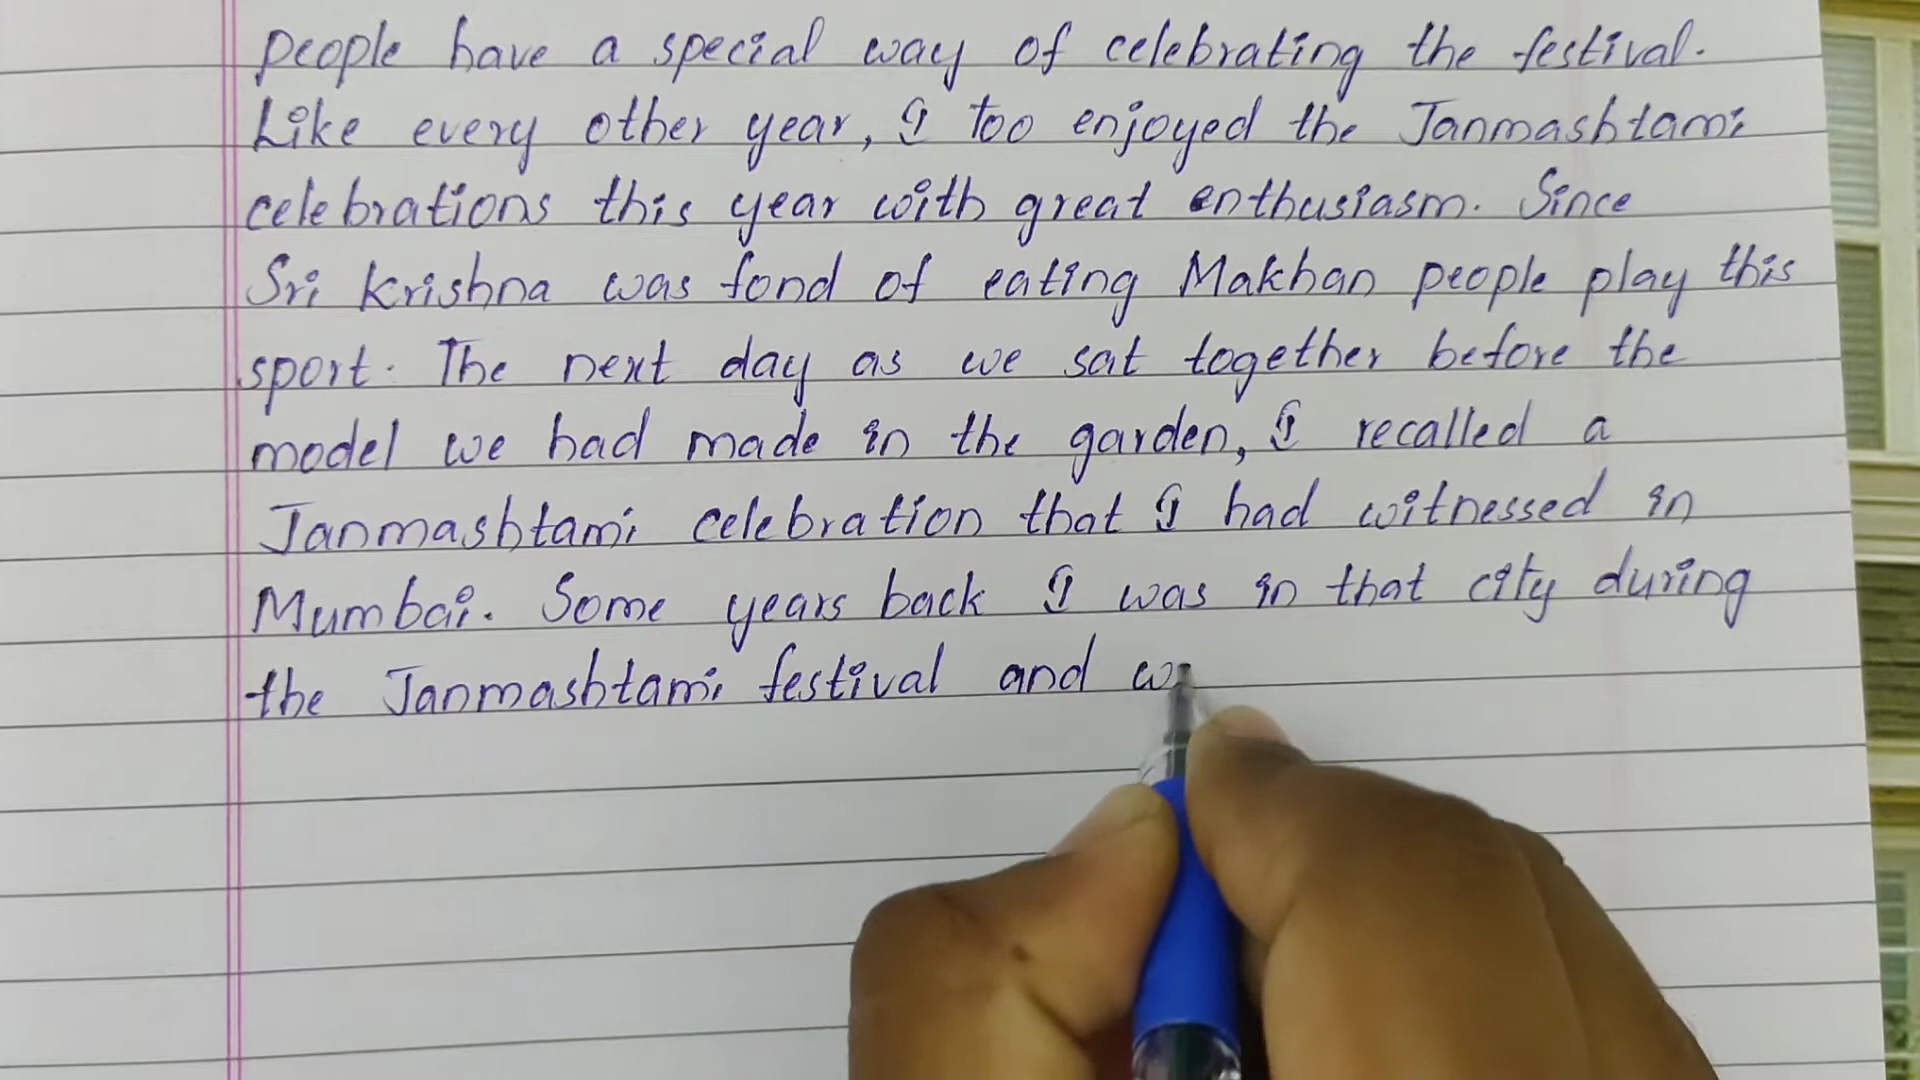 people have a special way of celebrating the festival.
Like every other year, I too enjoyed the Janmashtami
celebrations this year with great enthusiasm. Since
Sri krishna was fond of eating Makhan people play this
sport. The next day as we sat together before the
model we had made in the garden, I recalled a
Janmashtami celebration that I had witnessed in
Mumbai. Some years back I was in that city during
the Janmashtami festival and